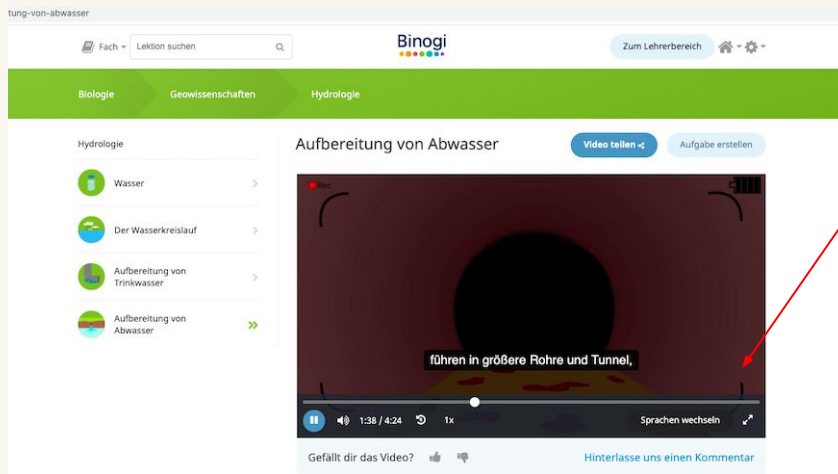 tung-von-abwasser
Fach
Lektion suchen
Binogi
Zum Lehrerbereich
Biologie
Geowissenschaften
Hydrologie
Hydrologie
Wasser
Der Wasserkreislauf
Aufbereitung von
Trinkwasser
Aufbereitung von
Abwasser
Aufbereitung von Abwasser
Video teilen
Aufgabe erstellen
Rec
führen in größere Rohre und Tunnel,
1:38 / 4:24
1x
Sprachen wechseln
Gefällt dir das Video?
Hinterlasse uns einen Kommentar